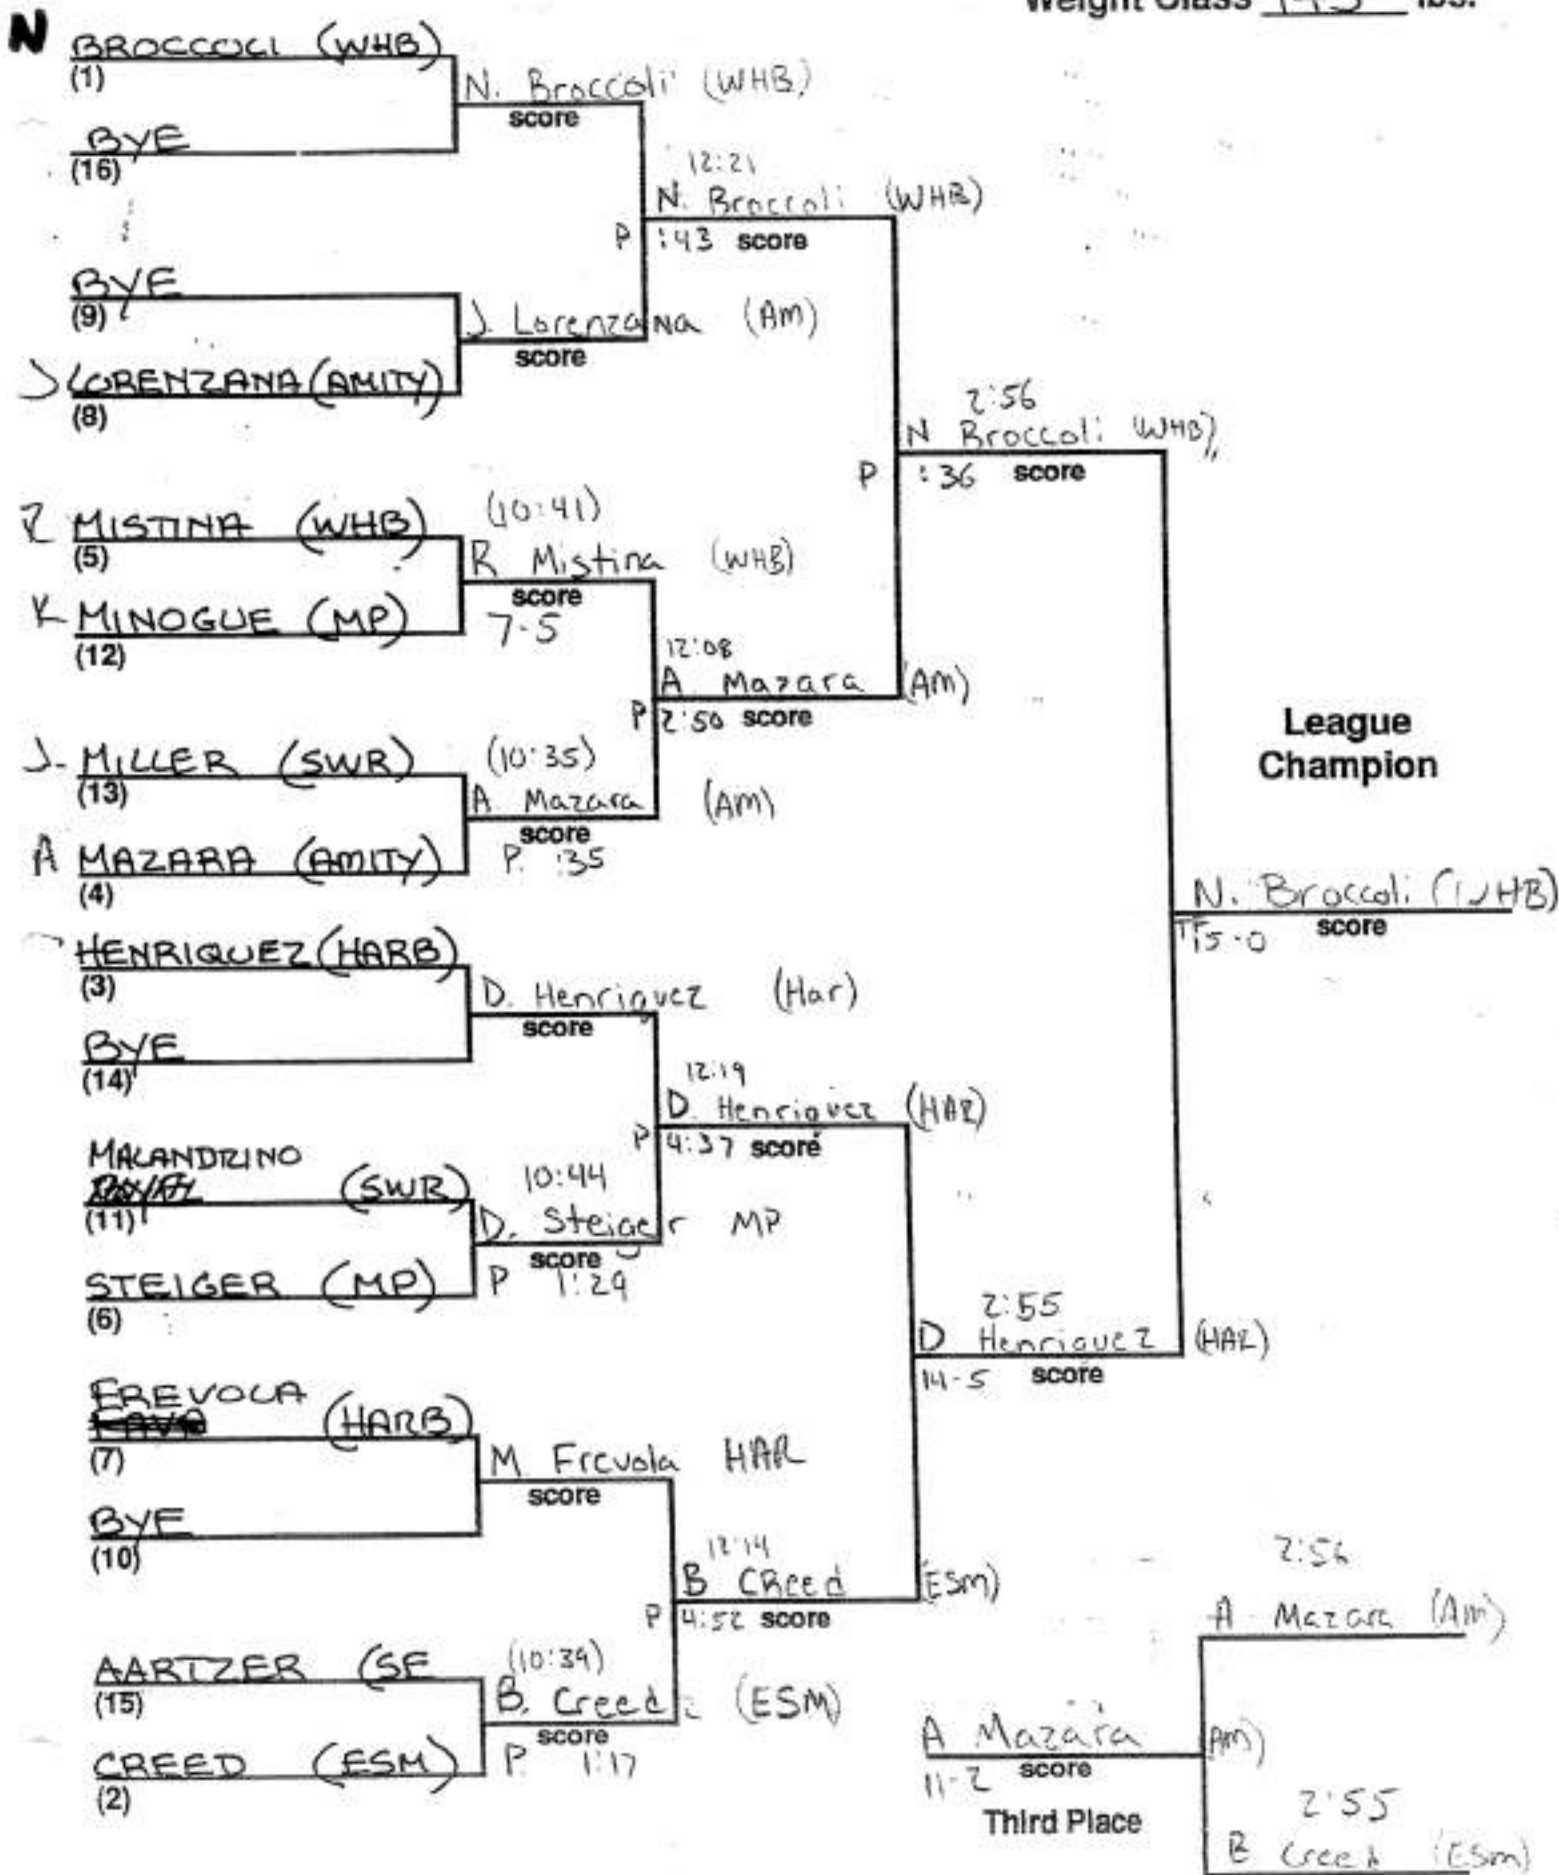 Weight Class 145 lbs.
N BROCCOLI (WHB)
(1)
N. Broccoli (WHB)
score
BYE
(16)
12:21
N. Broccoli (WHB)
P :43 score
BYE
(9)
J. Lorenzana (Am)
score
J LORENZANA (AMITY)
(8)
2:56
N Broccoli (WHB)
P :36 score
R MISTINA (WHB)
(5)
(10:41)
R Mistina (WHB)
score
7-5
K MINOGUE (MP)
(12)
12:08
A Mazara (Am)
P 2:50 score
J. MILLER (SWR)
(13)
(10:35)
A. Mazara (Am)
score
P. :35
A MAZARA (AMITY)
(4)
League
Champion
N. Broccoli (WHB)
TF 15-0 score
HENRIQUEZ (HARB)
(3)
D. Henriquez (Har)
score
BYE
(14)
12:19
D. Henriquez (HAR)
P 4:37 score
MALANDRINO
(SWR)
(11)
10:44
D. Steiger MP
score
P 1:29
STEIGER (MP)
(6)
2:55
D Henriquez (HAR)
14-5 score
FREVOLA
(HARB)
(7)
M Frevola HAR
score
BYE
(10)
12:14
B CReed (ESM)
P 4:52 score
AARTZER (SE
(15)
(10:39)
B. Creed (ESM)
score
P. 1:17
CREED (ESM)
(2)
2:56
A Mazara (Am)
A Mazara (Am)
11-2 score
Third Place
2:55
B Creed (ESm)